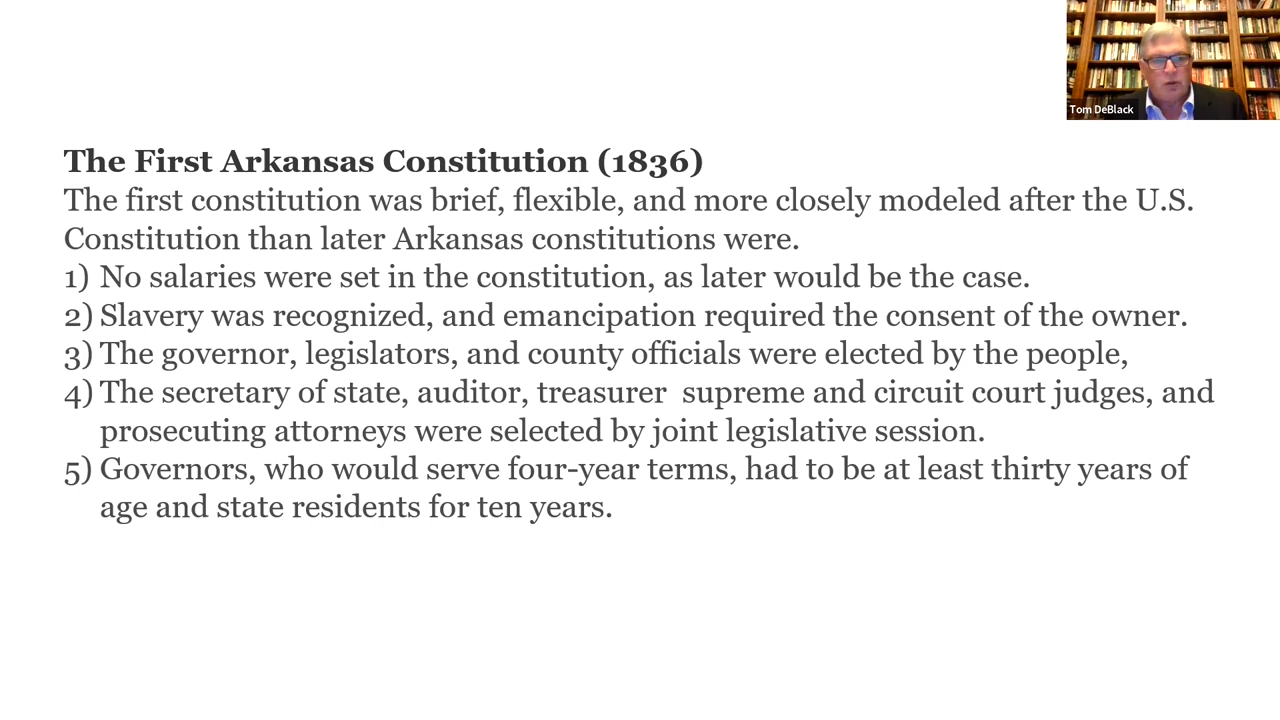 Tom DeBlack
The First Arkansas Constitution (1836)
The first constitution was brief, flexible, and more closely modeled after the U.S.
Constitution than later Arkansas constitutions were.
1) No salaries were set in the constitution, as later would be the case.
2) Slavery was recognized, and emancipation required the consent of the owner.
3) The governor, legislators, and county officials were elected by the people,
4) The secretary of state, auditor, treasurer  supreme and circuit court judges, and
prosecuting attorneys were selected by joint legislative session.
5) Governors, who would serve four-year terms, had to be at least thirty years of
age and state residents for ten years.